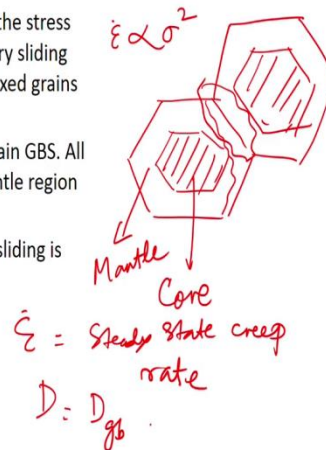 the stress
ry sliding
xed grains
ain GBS. All
ntle region
sliding is
ε̇ ∝ σ²
Mantle
Core
ε̇ = Steady State creep
rate
D = D_gb.